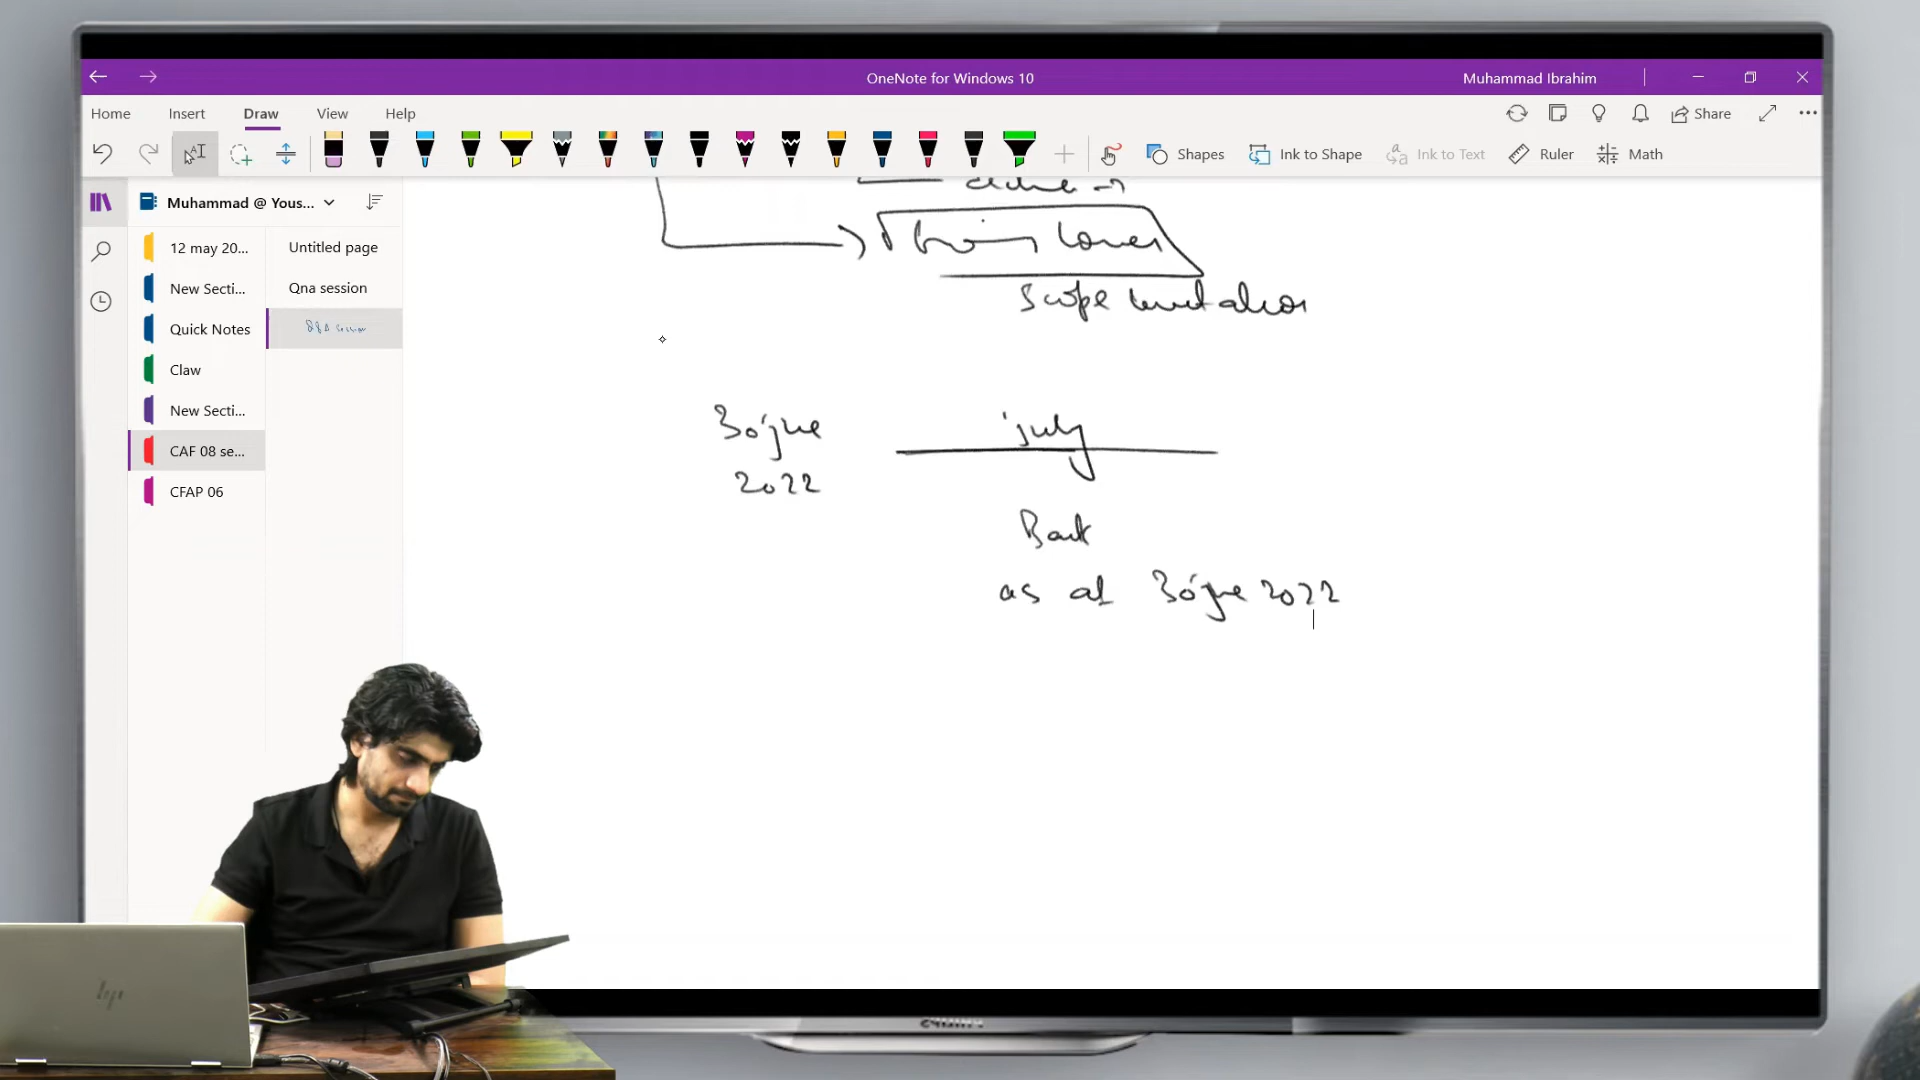 OneNote for Windows 10
Muhammad Ibrahim
Home Insert Draw View Help
Share
Shapes
Ink to Shape
Ink to Text
Ruler
Math
Muhammad @ Yous...
12 may 20...
New Secti...
Quick Notes
Claw
New Secti...
CAF 08 se...
CFAP 06
Untitled page
Qna session
scope
30 june
2022
july
Bank
as at 30 june 2022
hp